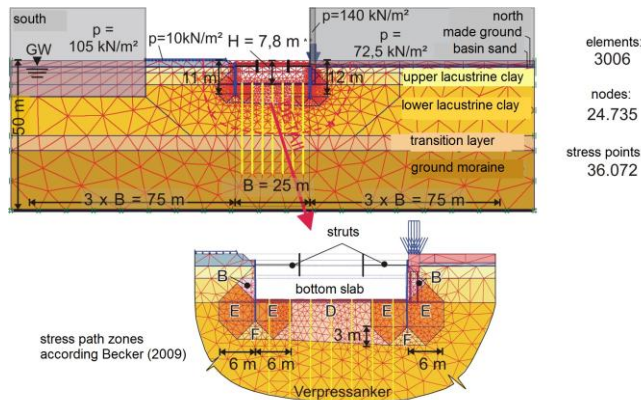 south
north
p =
105 kN/m²
p=10kN/m²
H = 7,8 m
p=140 kN/m²
p =
72,5 kN/m²
made ground
basin sand
GW
11 m
12 m
upper lacustrine clay
lower lacustrine clay
50 m
DETAIL
transition layer
ground moraine
B = 25 m
3 x B = 75 m
3 x B = 75 m
elements:
3006
nodes:
24.735
stress points:
36.072
struts
bottom slab
B
B
E
E
D
E
E
F
F
3 m
stress path zones
according Becker (2009)
6 m
6 m
6 m
Verpressanker